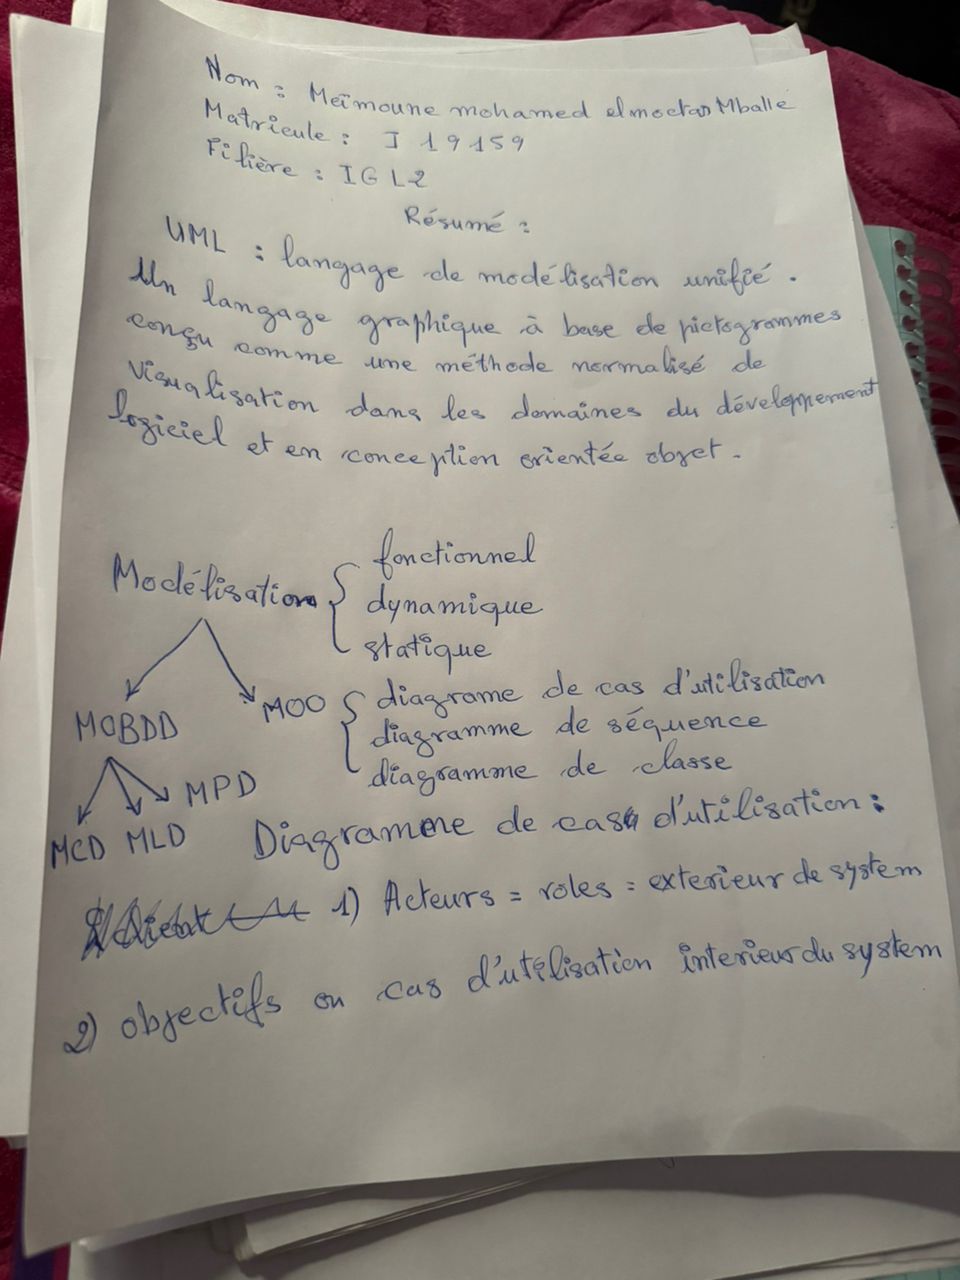 Nom : Meïmoune mohamed elmoctar Mballe
Matricule : I 19159
Filière : IG L2
Résumé :
UML : langage de modélisation unifié.
Un langage graphique à base de pictogrammes
conçu comme une méthode normalisé de
visualisation dans les domaines du développement
logiciel et en conception orientée objet.
Modélisation { fonctionnel
dynamique
statique
MOBDD
MOO { diagrame de cas d'utilisation
diagramme de séquence
diagramme de classe
MPD
MCD MLD
Diagramme de cas d'utilisation :
1) Acteurs = roles = exterieur de system
2) objectifs ou cas d'utilisation interieur du system